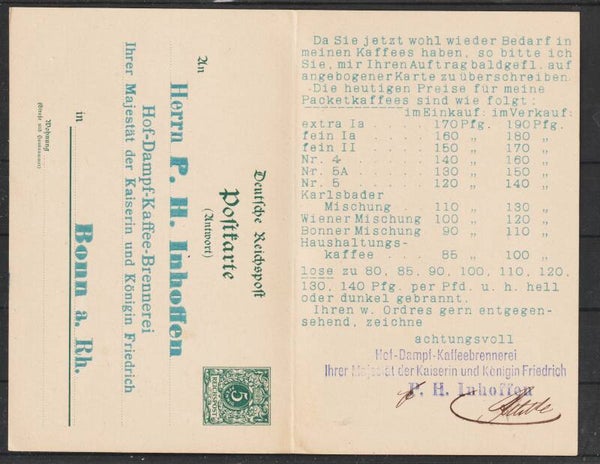 Deutsche Reichspost
Postkarte
(Antwort)
An
Herrn P. H. Inhoffen
Hof-Dampf-Kaffee-Brennerei
Ihrer Majestät der Kaiserin und Königin Friedrich
in
Bonn a. Rh.
Wohnung
(Straße und Hausnummer)
5
REICHSPOST
Da Sie jetzt wohl wieder Bedarf in
meinen Kaffees haben, so bitte ich
Sie, mir Ihren Auftrag baldgefl. auf
angebogener Karte zu überschreiben.
Die heutigen Preise für meine
Packetkaffees sind wie folgt:
im Einkauf: im Verkauf:
extra Ia . . . . 170 Pfg. 190 Pfg.
fein Ia . . . . 160 „ 180 „
fein II . . . . 150 „ 170 „
Nr. 4 . . . . 140 „ 160 „
Nr. 5A . . . . 130 „ 150 „
Nr. 5 . . . . 120 „ 140 „
Karlsbader
Mischung . . . 110 „ 130 „
Wiener Mischung 100 „ 120 „
Bonner Mischung 90 „ 110 „
Haushaltungs-
kaffee . . . 85 „ 100 „
lose zu 80, 85, 90, 100, 110, 120,
130, 140 Pfg. per Pfd. u. h. hell
oder dunkel gebrannt.
Ihren w. Ordres gern entgegen-
sehend, zeichne
achtungsvoll
Hof-Dampf-Kaffeebrennerei
Ihrer Majestät der Kaiserin und Königin Friedrich
P. H. Inhoffen